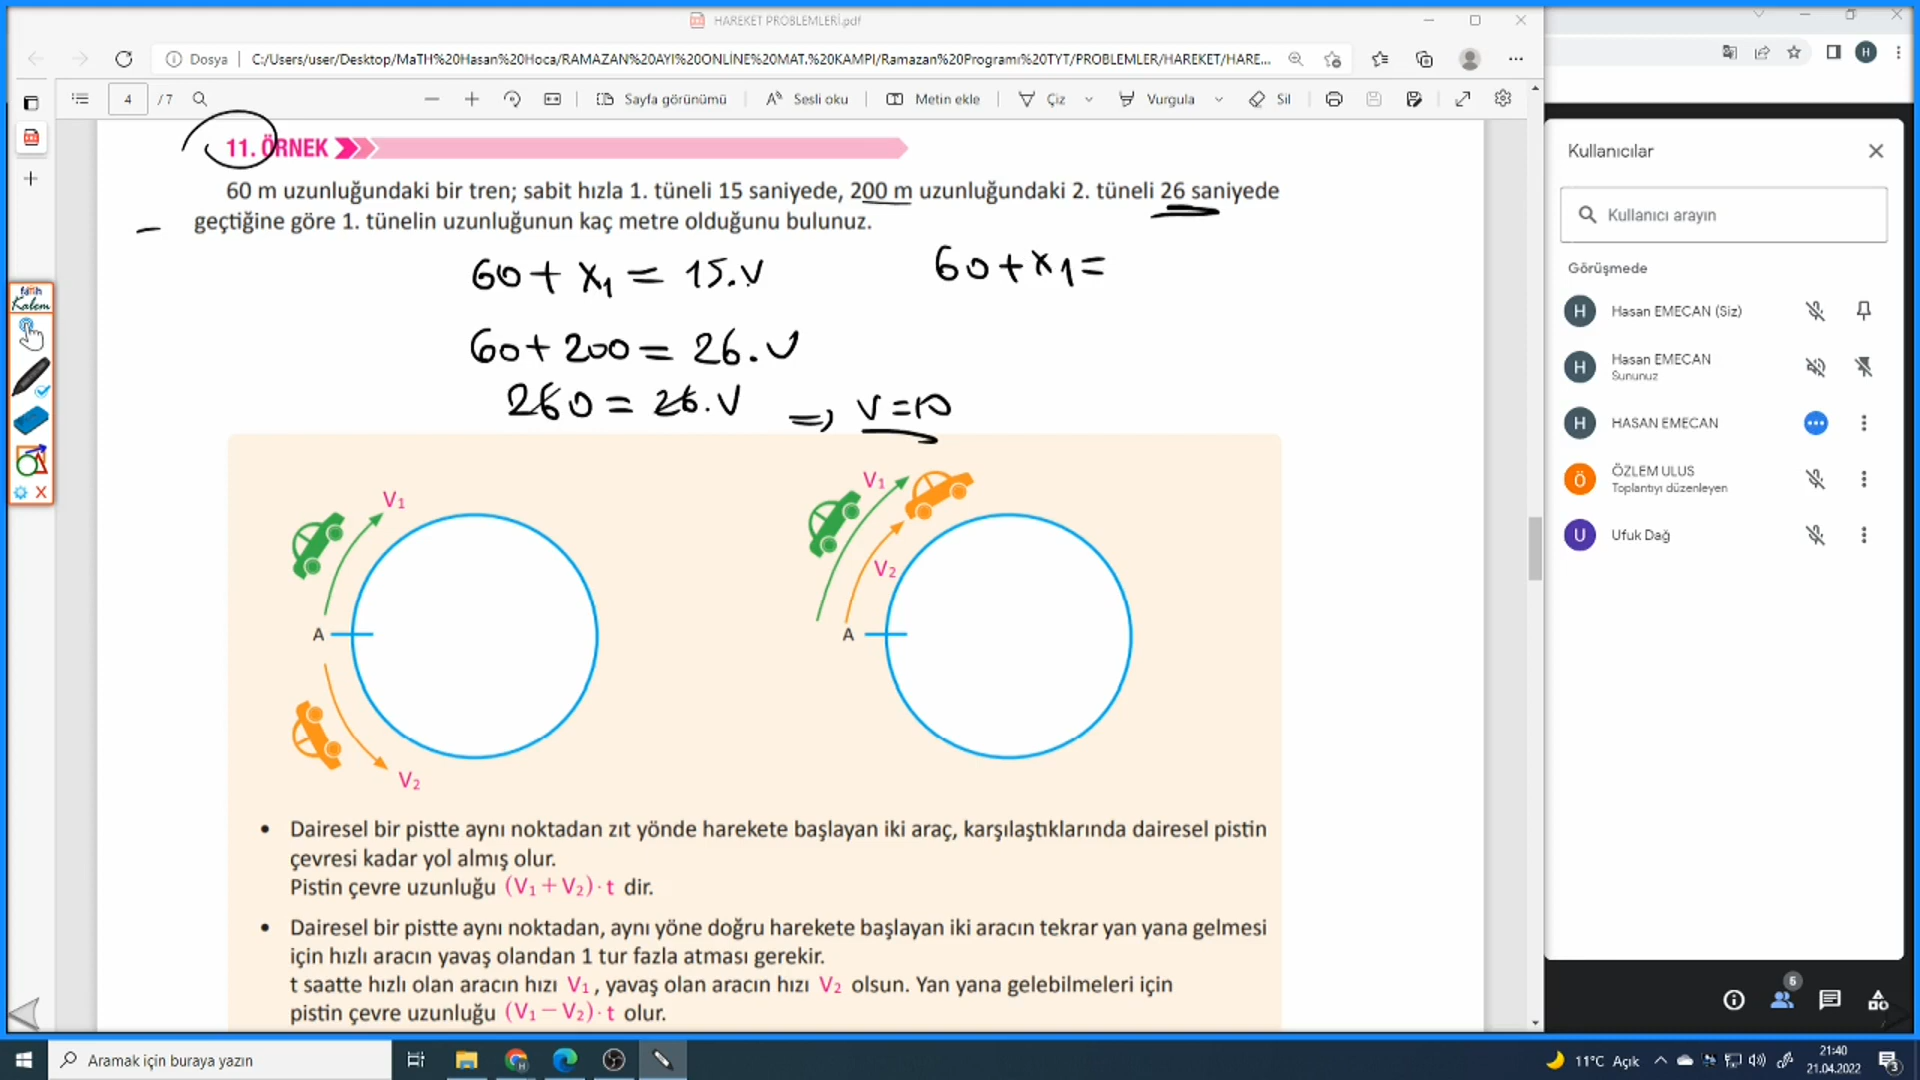 HAREKET PROBLEMLERİ.pdf
Dosya C:/Users/user/Desktop/MaTH%20Hasan%20Hoca/RAMAZAN%20AYI%20ONLİNE%20MAT.%20KAMPI/Ramazan%20Programı%20TYT/PROBLEMLER/HAREKET/HARE...
H
4 /7 Sayfa görünümü Sesli oku Metin ekle Çiz Vurgula Sil
11. ÖRNEK
60 m uzunluğundaki bir tren; sabit hızla 1. tüneli 15 saniyede, 200 m uzunluğundaki 2. tüneli 26 saniyede
geçtiğine göre 1. tünelin uzunluğunun kaç metre olduğunu bulunuz.
60 + x₁ = 15.V
60 + x₁ =
60 + 200 = 26.V
260 = 26.V ⇒ V = 10
V₁
A
V₂
V₁
V₂
A
• Dairesel bir pistte aynı noktadan zıt yönde harekete başlayan iki araç, karşılaştıklarında dairesel pistin
çevresi kadar yol almış olur.
Pistin çevre uzunluğu (V₁ + V₂) · t dir.
• Dairesel bir pistte aynı noktadan, aynı yöne doğru harekete başlayan iki aracın tekrar yan yana gelmesi
için hızlı aracın yavaş olandan 1 tur fazla atması gerekir.
t saatte hızlı olan aracın hızı V₁, yavaş olan aracın hızı V₂ olsun. Yan yana gelebilmeleri için
pistin çevre uzunluğu (V₁ − V₂) · t olur.
fatih
Kalem
Kullanıcılar
Kullanıcı arayın
Görüşmede
H Hasan EMECAN (Siz)
H Hasan EMECAN
Sununuz
H HASAN EMECAN
Ö ÖZLEM ULUS
Toplantıyı düzenleyen
U Ufuk Dağ
Aramak için buraya yazın
11°C Açık
21:40
21.04.2022
3